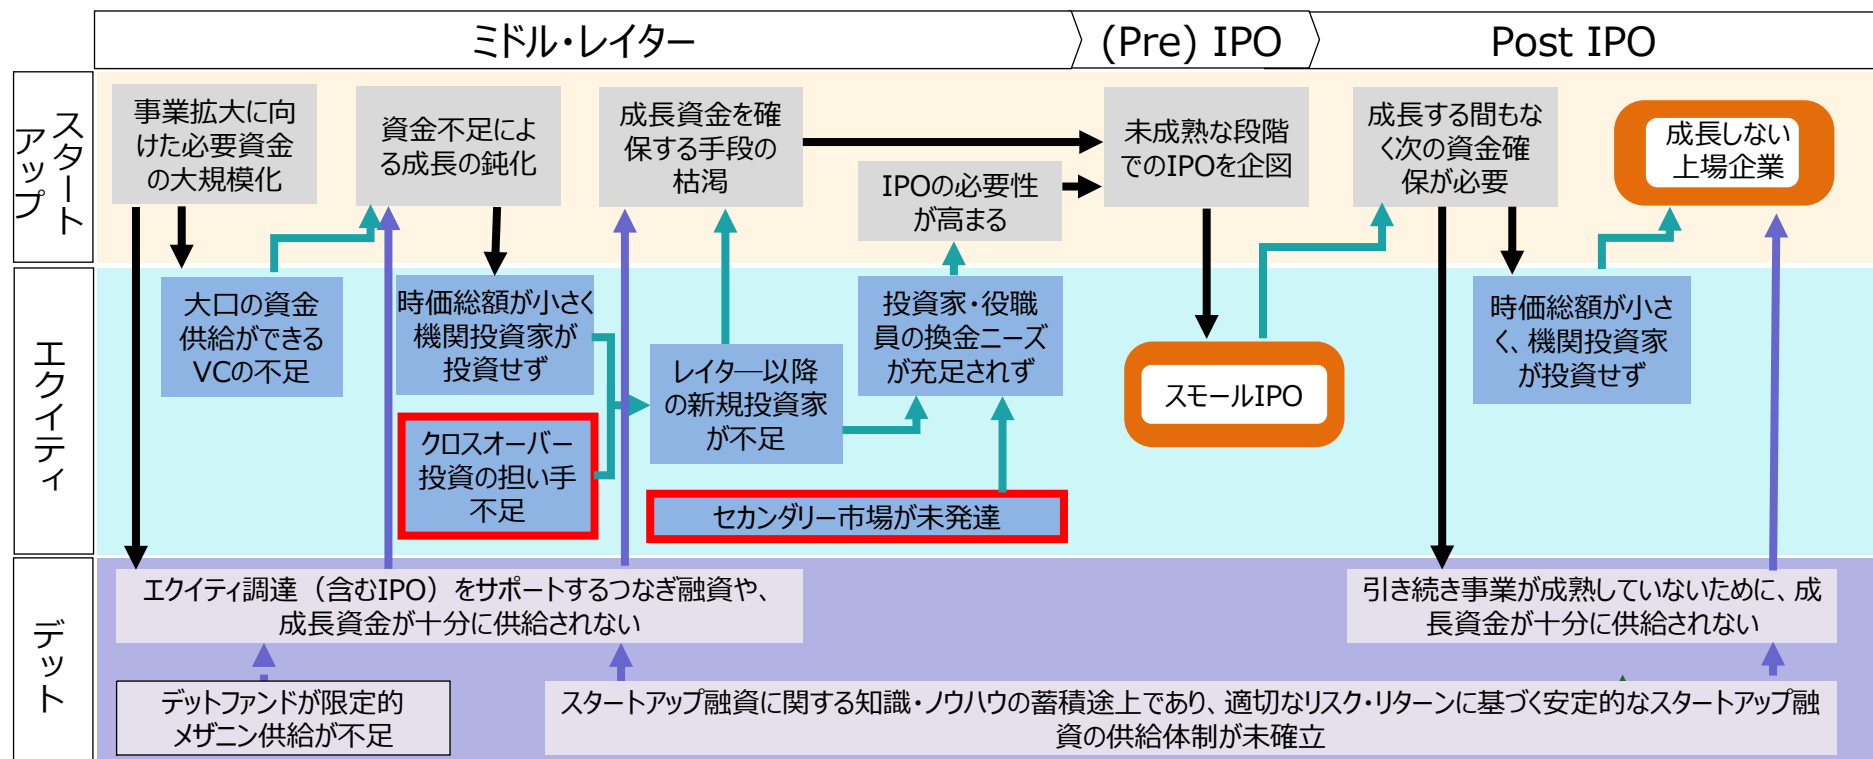 ミドル・レイター
(Pre) IPO
Post IPO
スタート
アップ
事業拡大に向
けた必要資金
の大規模化
資金不足によ
る成長の鈍化
成長資金を確
保する手段の
枯渇
IPOの必要性
が高まる
未成熟な段階
でのIPOを企図
成長する間もな
く次の資金確
保が必要
成長しない
上場企業
エクイティ
大口の資金
供給ができる
VCの不足
時価総額が小さく
機関投資家が
投資せず
クロスオーバー
投資の担い手
不足
レイタ―以降
の新規投資家
が不足
投資家・役職
員の換金ニーズ
が充足されず
セカンダリー市場が未発達
スモールIPO
時価総額が小さ
く、機関投資家
が投資せず
デット
エクイティ調達（含むIPO）をサポートするつなぎ融資や、
成長資金が十分に供給されない
引き続き事業が成熟していないために、成
長資金が十分に供給されない
デットファンドが限定的
メザニン供給が不足
スタートアップ融資に関する知識・ノウハウの蓄積途上であり、適切なリスク・リターンに基づく安定的なスタートアップ融
資の供給体制が未確立